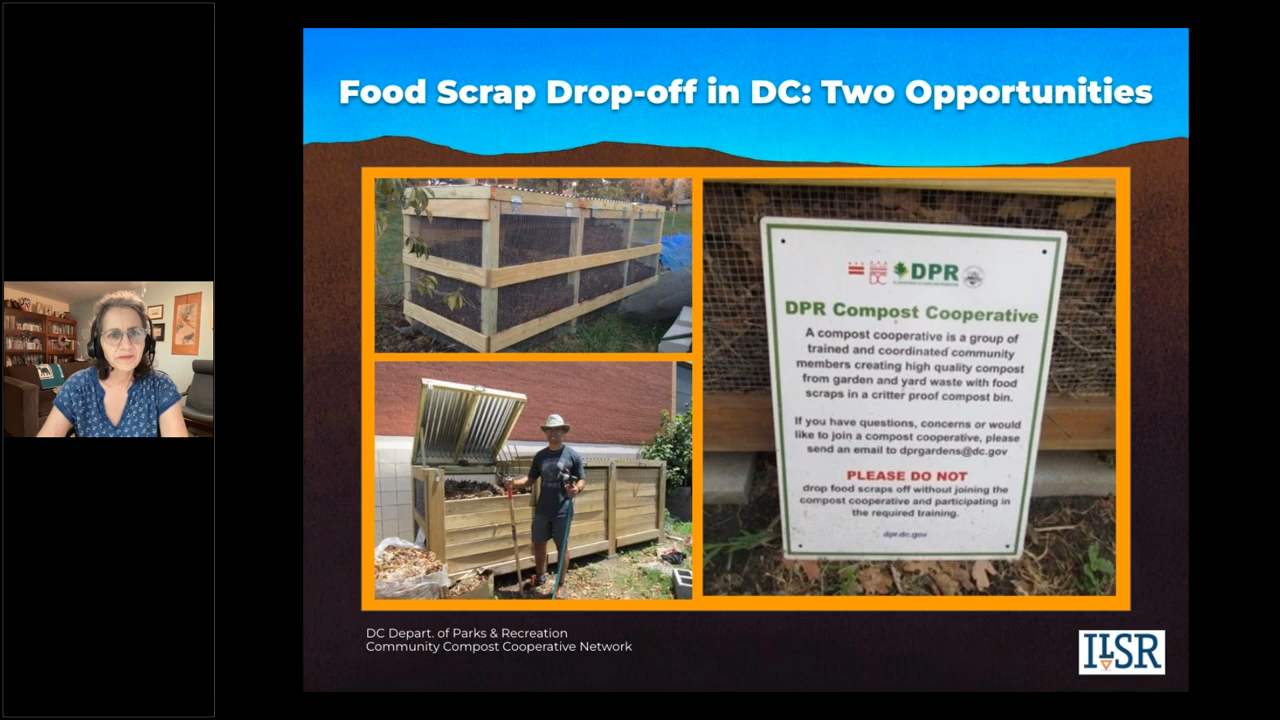 Food Scrap Drop-off in DC: Two Opportunities
DC
DPR
DPR Compost Cooperative
A compost cooperative is a group of
trained and coordinated community
members creating high quality compost
from garden and yard waste with food
scraps in a critter proof compost bin.
If you have questions, concerns or would
like to join a compost cooperative, please
send an email to dprgardens@dc.gov
PLEASE DO NOT
drop food scraps off without joining the
compost cooperative and participating in
the required training.
dpr.dc.gov
DC Depart. of Parks & Recreation
Community Compost Cooperative Network
ILSR